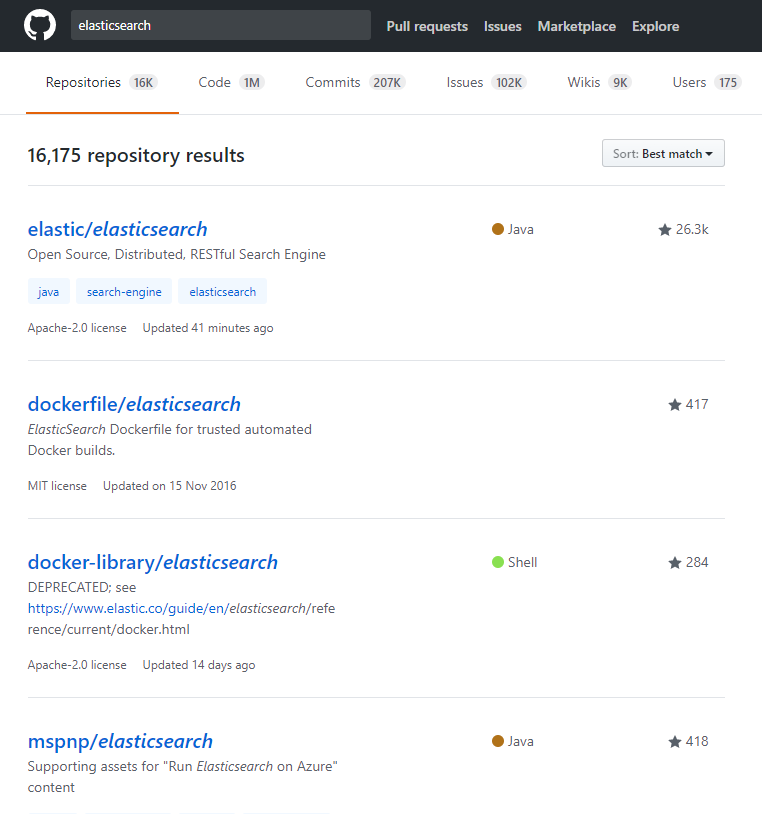 elasticsearch Pull requests Issues Marketplace Explore
Repositories 16K Code 1M Commits 207K Issues 102K Wikis 9K Users 175
16,175 repository results Sort: Best match
elastic/elasticsearch Java 26.3k
Open Source, Distributed, RESTful Search Engine
java search-engine elasticsearch
Apache-2.0 license Updated 41 minutes ago
dockerfile/elasticsearch 417
ElasticSearch Dockerfile for trusted automated
Docker builds.
MIT license Updated on 15 Nov 2016
docker-library/elasticsearch Shell 284
DEPRECATED; see
https://www.elastic.co/guide/en/elasticsearch/refe
rence/current/docker.html
Apache-2.0 license Updated 14 days ago
mspnp/elasticsearch Java 418
Supporting assets for "Run Elasticsearch on Azure"
content